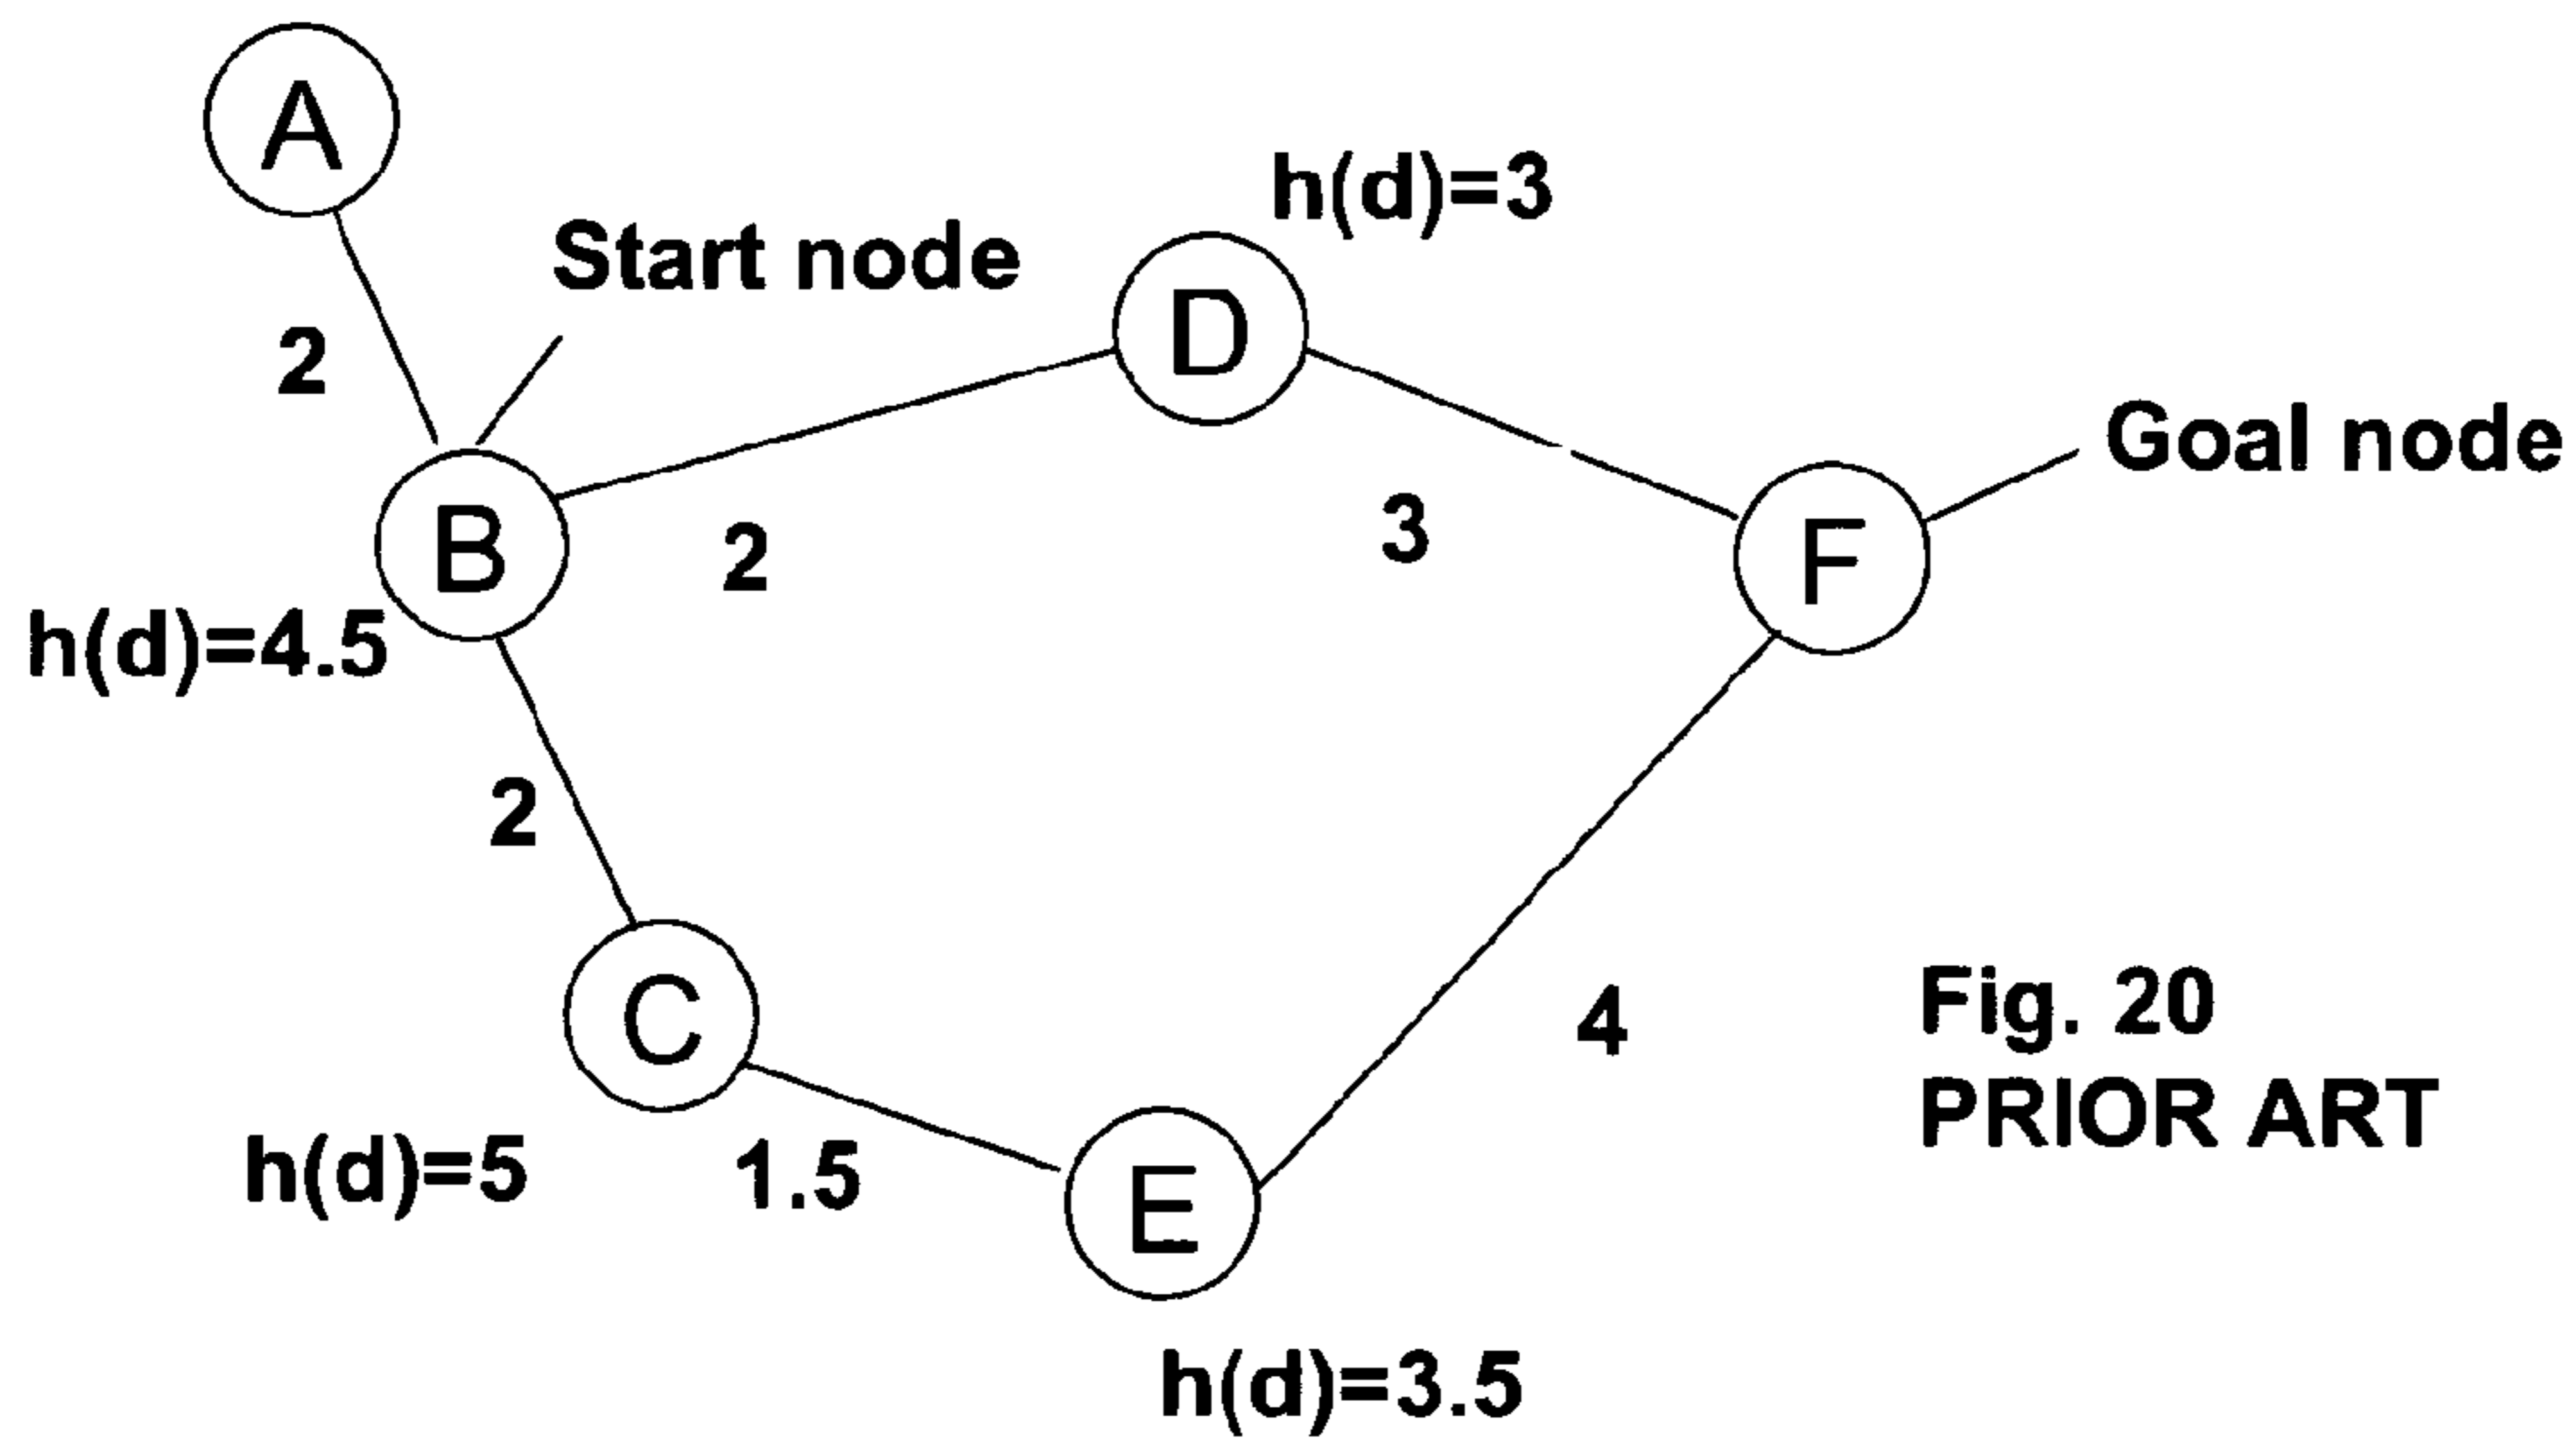 A
h(d)=3
Start node
D
2
Goal node
B
2
3
F
h(d)=4.5
2
C
4
Fig. 20
PRIOR ART
h(d)=5
1.5
E
h(d)=3.5